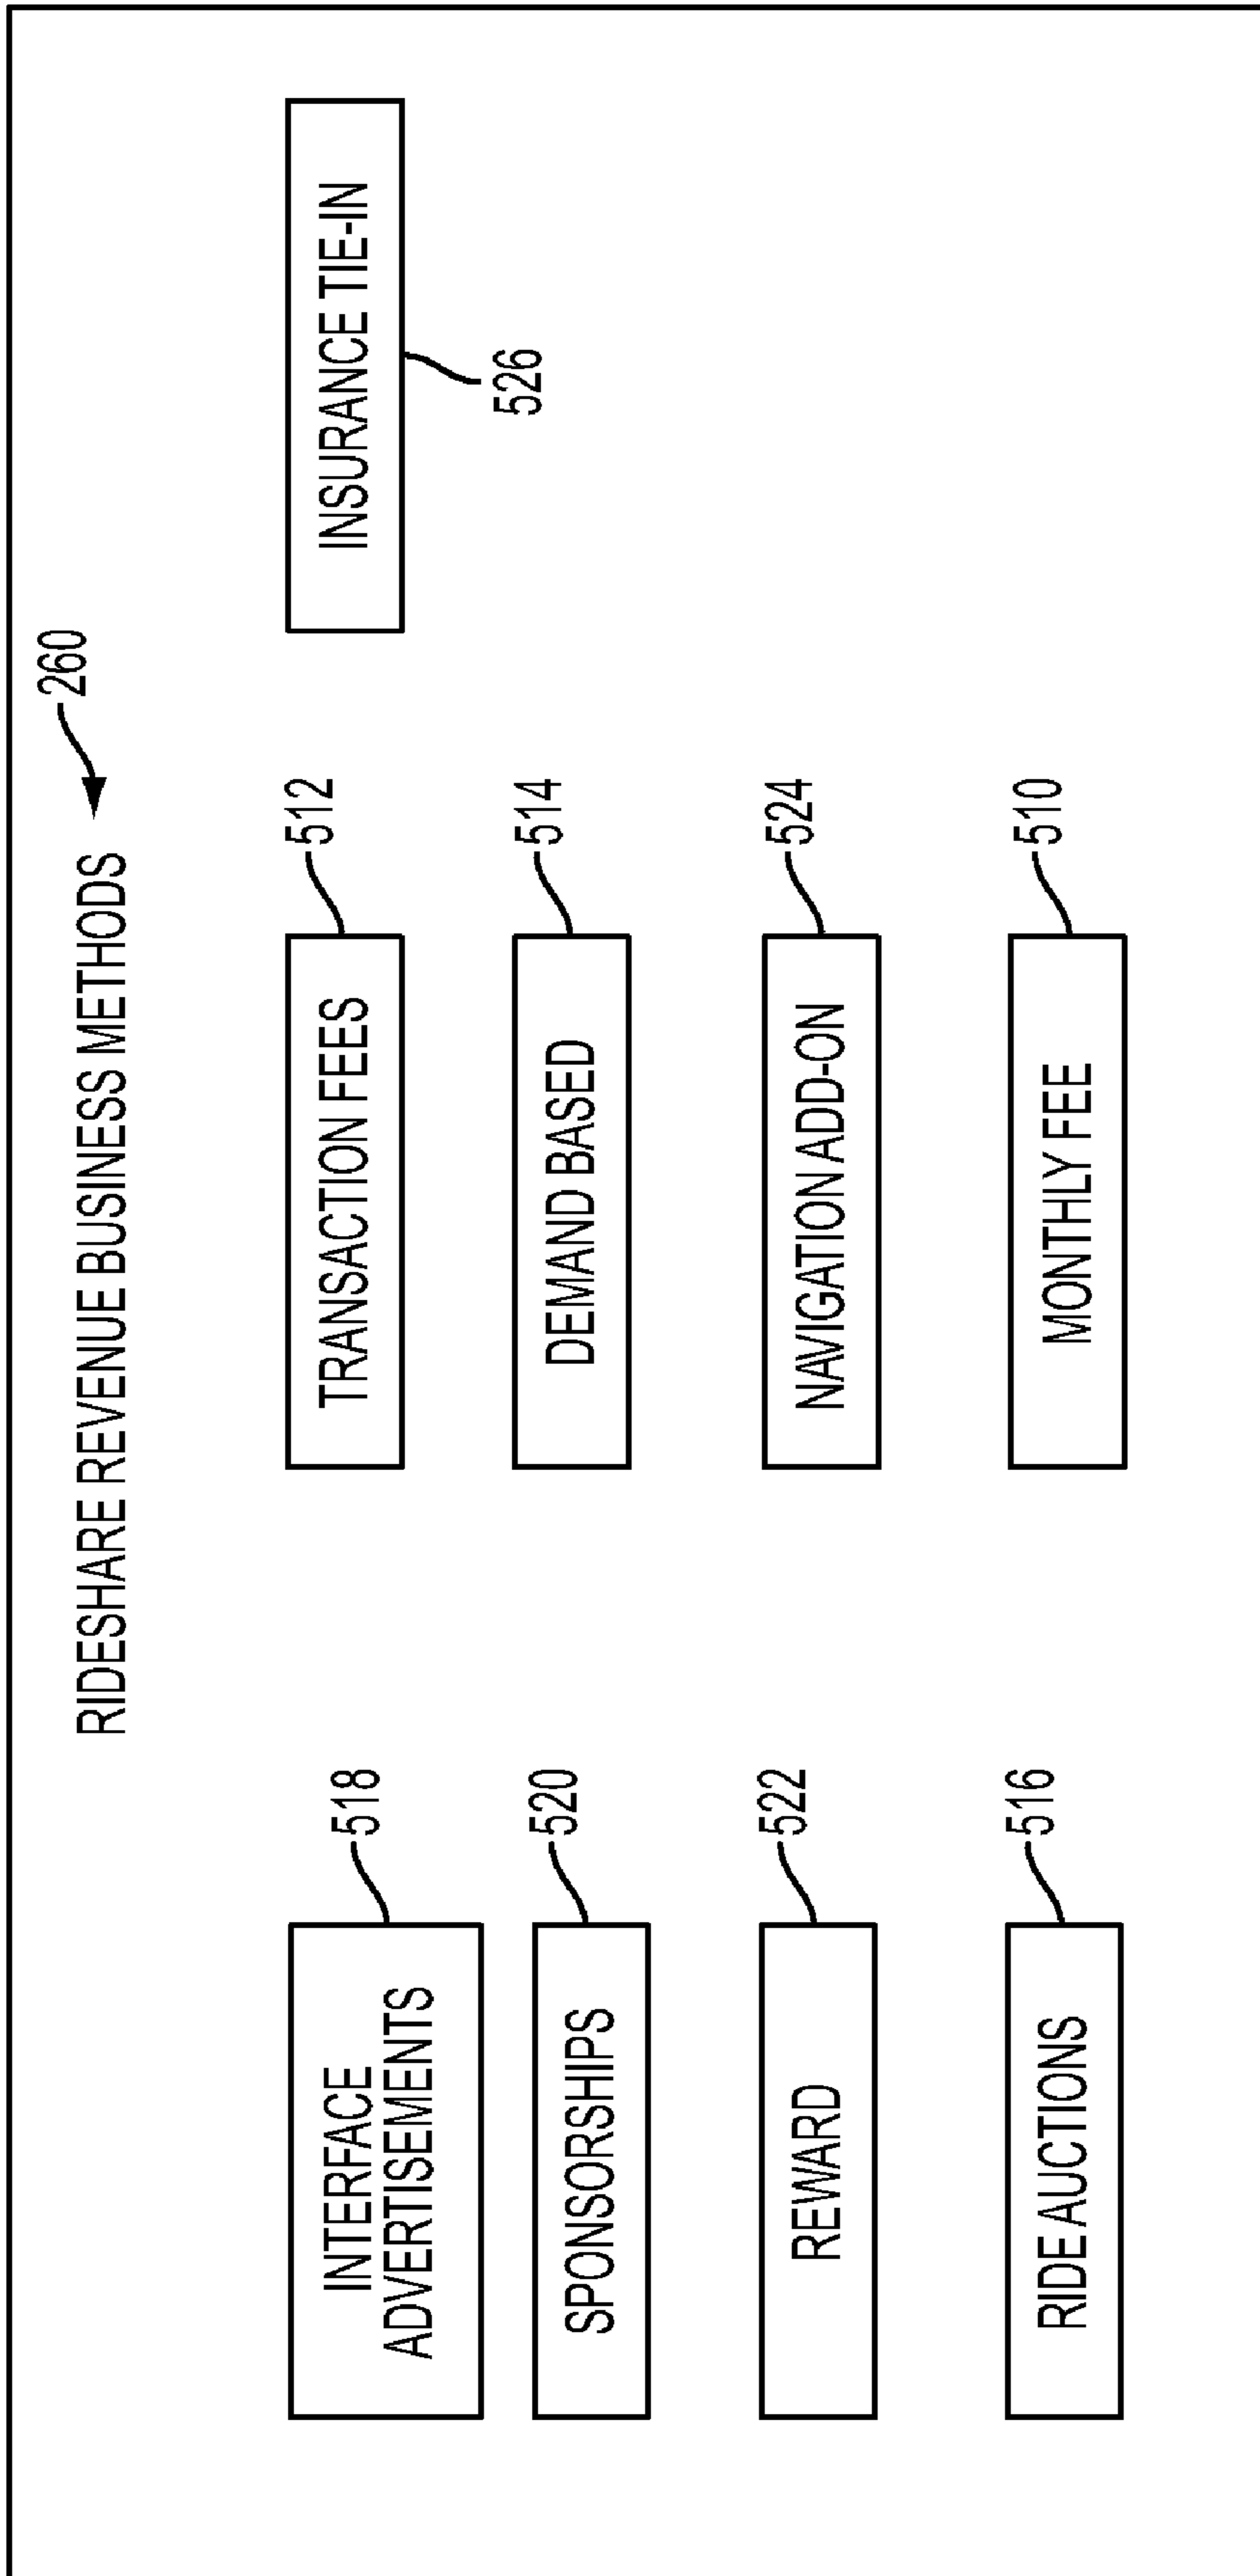 260
RIDESHARE REVENUE BUSINESS METHODS
518
INTERFACE
ADVERTISEMENTS
520
SPONSORSHIPS
522
REWARD
516
RIDE AUCTIONS
512
TRANSACTION FEES
514
DEMAND BASED
524
NAVIGATION ADD-ON
510
MONTHLY FEE
INSURANCE TIE-IN
526